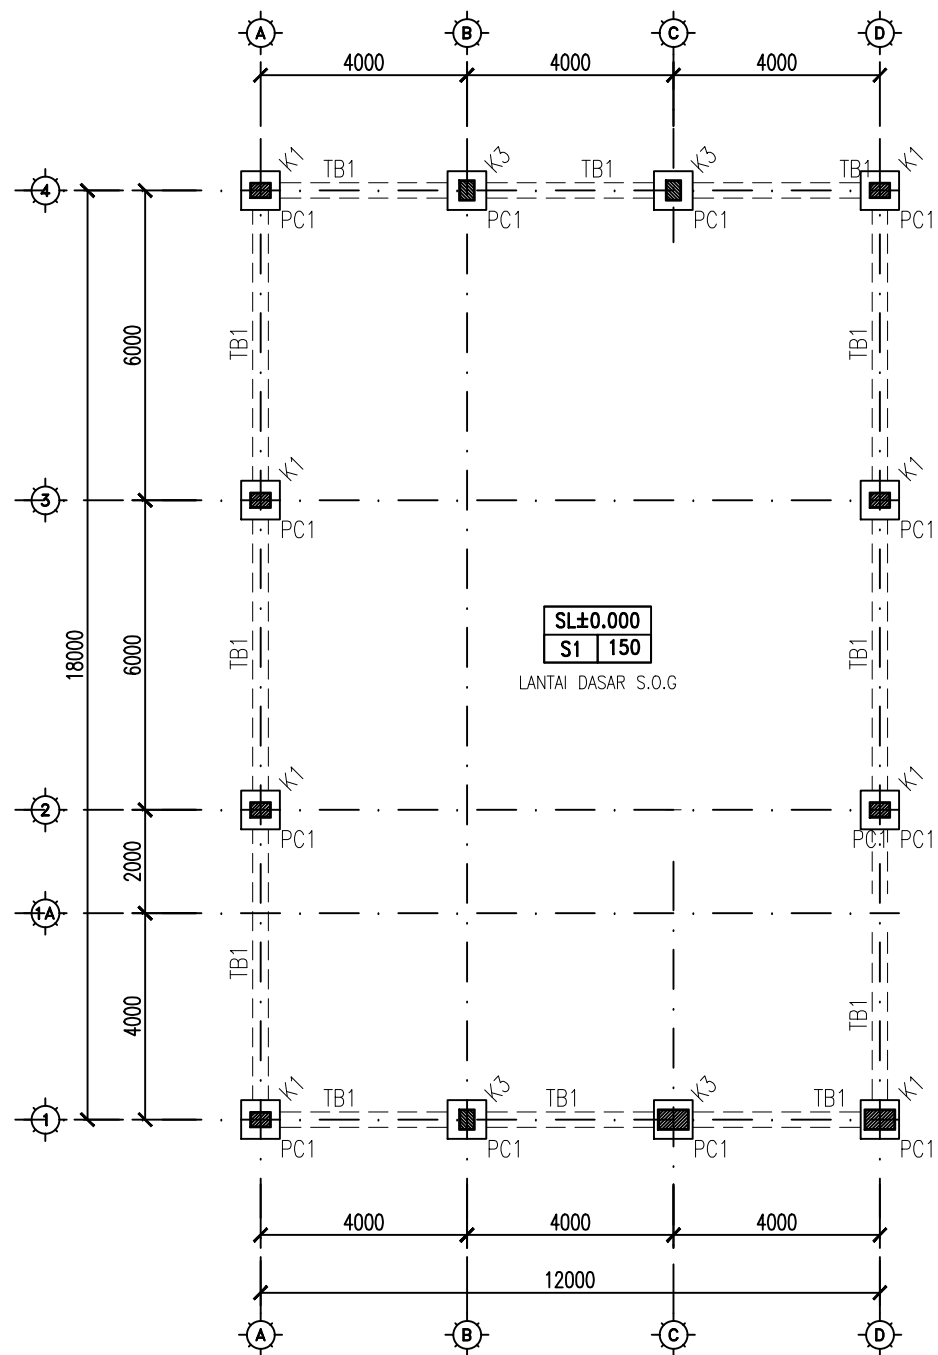 A B C D
4000 4000 4000
K1 TB1 K3 TB1 K3 TB1 K1
4
PC1 PC1 PC1 PC1
6000 TB1 TB1
K1 K1
3
PC1 PC1
SL±0.000
S1 150
18000 6000 TB1 TB1
LANTAI DASAR S.O.G
K1 K1
2
PC1 PC1 PC1
2000
1A
TB1
4000 TB1
K1 TB1 K3 TB1 K3 TB1 K1
1
PC1 PC1 PC1 PC1
4000 4000 4000
12000
A B C D